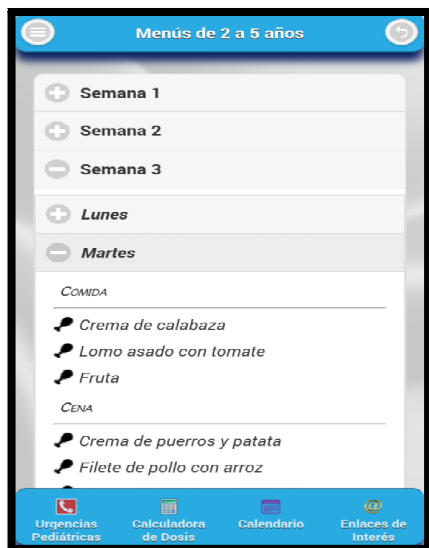 Menús de 2 a 5 años
Semana 1
Semana 2
Semana 3
Lunes
Martes
COMIDA
Crema de calabaza
Lomo asado con tomate
Fruta
CENA
Crema de puerros y patata
Filete de pollo con arroz
Urgencias Pediátricas
Calculadora de Dosis
Calendario
Enlaces de Interés